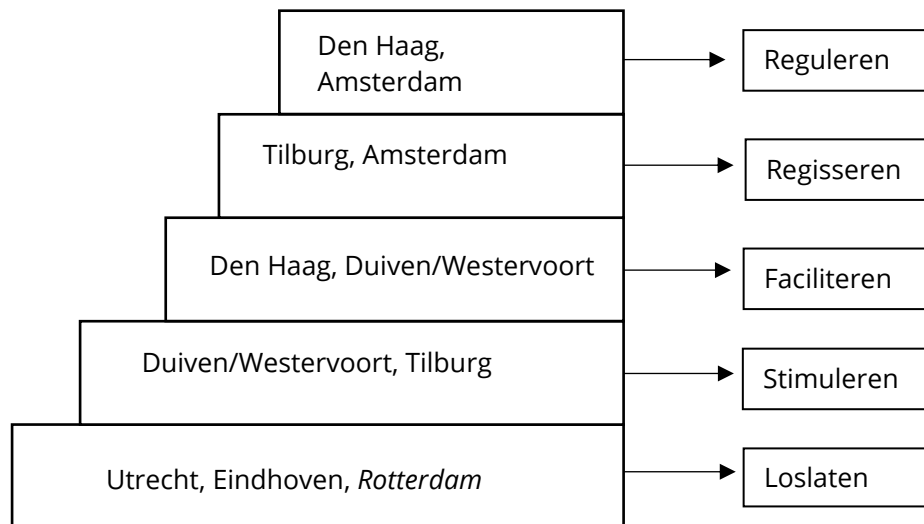 Den Haag,
Amsterdam
Reguleren
Tilburg, Amsterdam
Regisseren
Den Haag, Duiven/Westervoort
Faciliteren
Duiven/Westervoort, Tilburg
Stimuleren
Utrecht, Eindhoven, Rotterdam
Loslaten